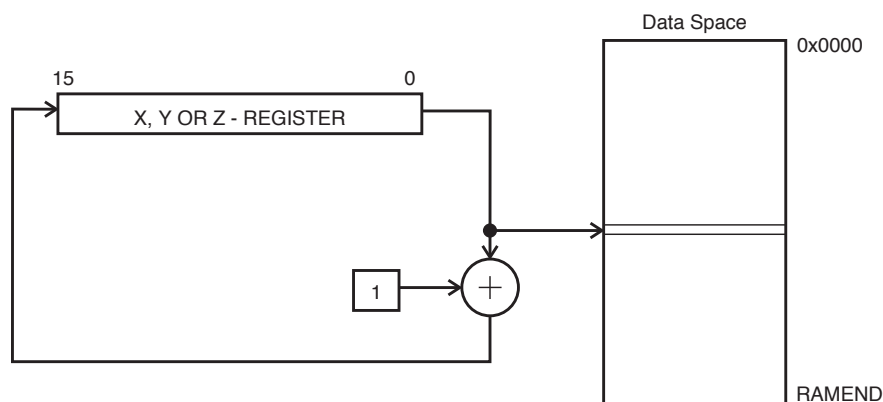 Data Space
0x0000
15 0
X, Y OR Z - REGISTER
1
+
RAMEND